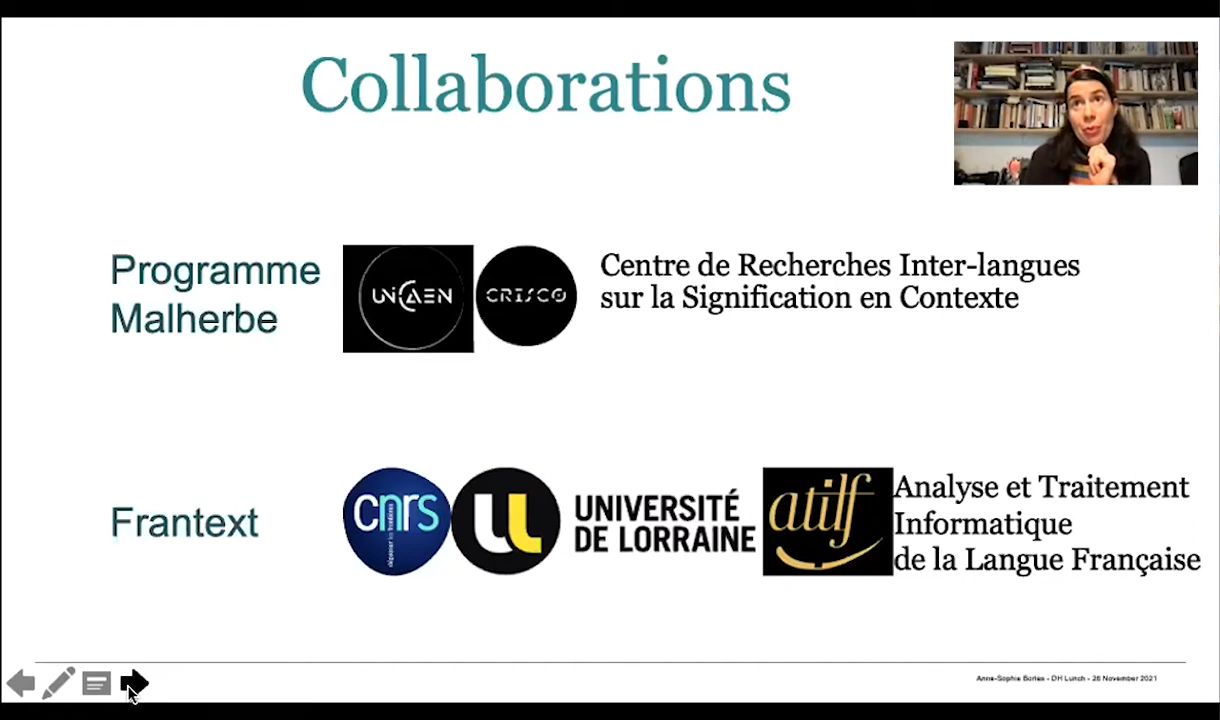 Collaborations
Programme
Malherbe
UNICAEN
CRISCO
Centre de Recherches Inter-langues
sur la Signification en Contexte
Frantext
cnrs
UL
UNIVERSITÉ
DE LORRAINE
atilf
Analyse et Traitement
Informatique
de la Langue Française
Anne-Sophie Bories - DH Lunch - 26 November 2021